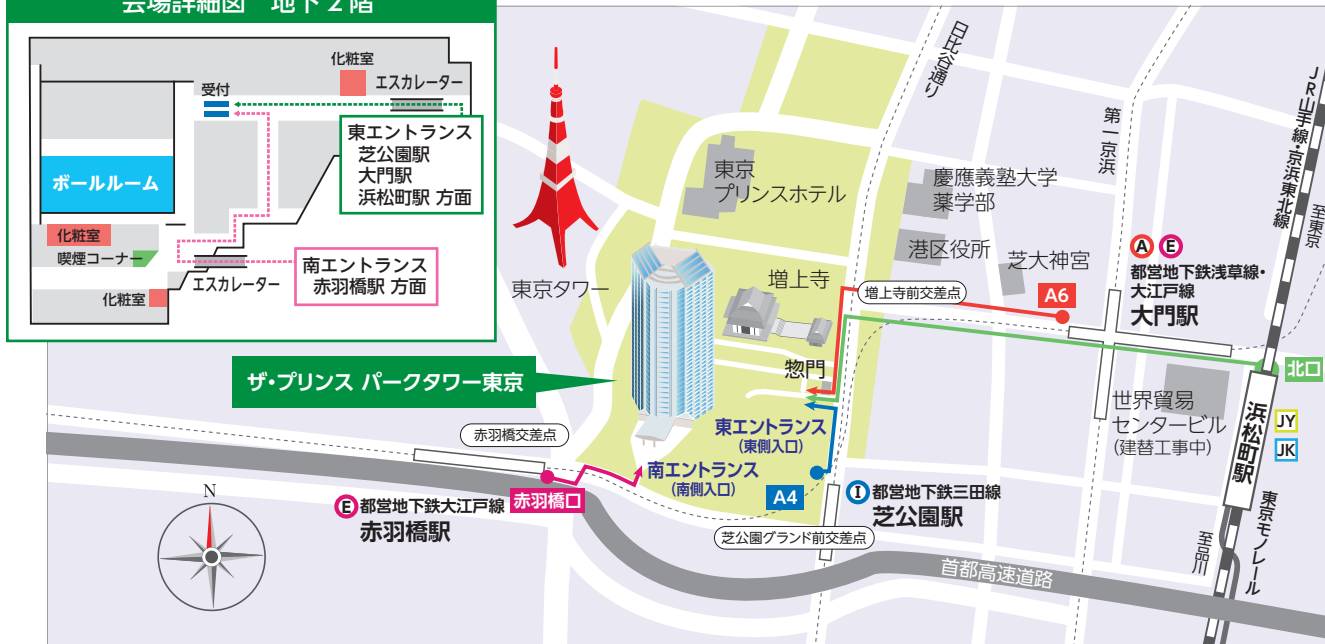 会場詳細図 地下2階
化粧室
エスカレーター
受付
東エントランス
芝公園駅
大門駅
浜松町駅 方面
ボールルーム
化粧室
喫煙コーナー
化粧室
エスカレーター
南エントランス
赤羽橋駅 方面
日比谷通り
第一京浜
JR山手線・京浜東北線
至東京
東京
プリンスホテル
慶應義塾大学
薬学部
港区役所
芝大神宮
東京タワー
増上寺
増上寺前交差点
A6
A E
都営地下鉄浅草線・
大江戸線
大門駅
惣門
北口
ザ・プリンス パークタワー東京
世界貿易
センタービル
(建替工事中)
浜松町駅
JY
JK
赤羽橋交差点
東エントランス
(東側入口)
南エントランス
(南側入口)
A4
I 都営地下鉄三田線
芝公園駅
E 都営地下鉄大江戸線
赤羽橋駅
赤羽橋口
芝公園グランド前交差点
首都高速道路
至品川
東京モノレール
N